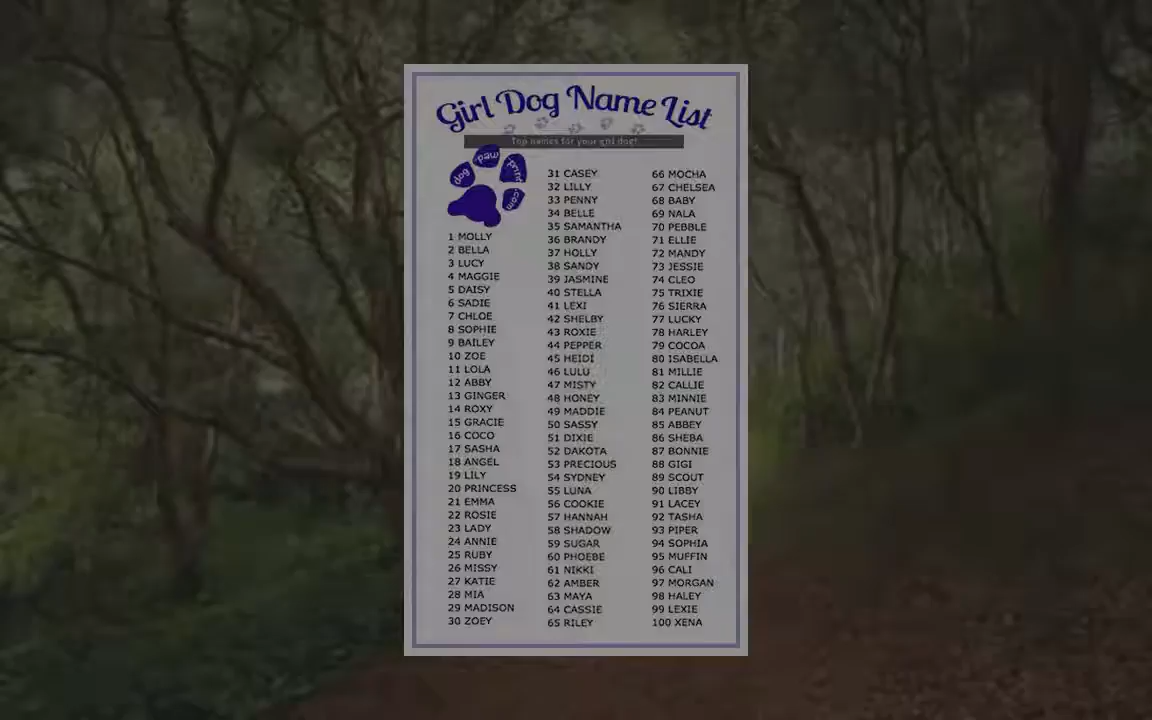 Girl Dog Name List
Top names for your girl dog!
dog paw print .com
1 MOLLY
2 BELLA
3 LUCY
4 MAGGIE
5 DAISY
6 SADIE
7 CHLOE
8 SOPHIE
9 BAILEY
10 ZOE
11 LOLA
12 ABBY
13 GINGER
14 ROXY
15 GRACIE
16 COCO
17 SASHA
18 ANGEL
19 LILY
20 PRINCESS
21 EMMA
22 ROSIE
23 LADY
24 ANNIE
25 RUBY
26 MISSY
27 KATIE
28 MIA
29 MADISON
30 ZOEY
31 CASEY
32 LILLY
33 PENNY
34 BELLE
35 SAMANTHA
36 BRANDY
37 HOLLY
38 SANDY
39 JASMINE
40 STELLA
41 LEXI
42 SHELBY
43 ROXIE
44 PEPPER
45 HEIDI
46 LULU
47 MISTY
48 HONEY
49 MADDIE
50 SASSY
51 DIXIE
52 DAKOTA
53 PRECIOUS
54 SYDNEY
55 LUNA
56 COOKIE
57 HANNAH
58 SHADOW
59 SUGAR
60 PHOEBE
61 NIKKI
62 AMBER
63 MAYA
64 CASSIE
65 RILEY
66 MOCHA
67 CHELSEA
68 BABY
69 NALA
70 PEBBLE
71 ELLIE
72 MANDY
73 JESSIE
74 CLEO
75 TRIXIE
76 SIERRA
77 LUCKY
78 HARLEY
79 COCOA
80 ISABELLA
81 MILLIE
82 CALLIE
83 MINNIE
84 PEANUT
85 ABBEY
86 SHEBA
87 BONNIE
88 GIGI
89 SCOUT
90 LIBBY
91 LACEY
92 TASHA
93 PIPER
94 SOPHIA
95 MUFFIN
96 CALI
97 MORGAN
98 HALEY
99 LEXIE
100 XENA